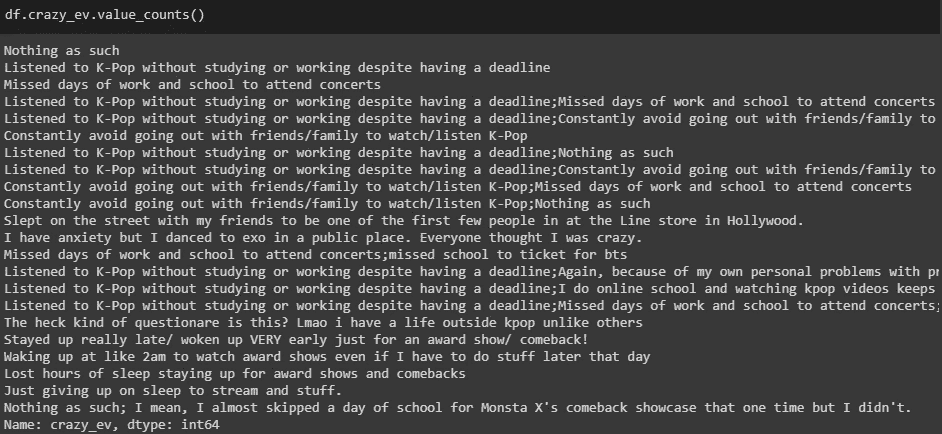 df.crazy_ev.value_counts()
Nothing as such
Listened to K-Pop without studying or working despite having a deadline
Missed days of work and school to attend concerts
Listened to K-Pop without studying or working despite having a deadline;Missed days of work and school to attend concerts
Listened to K-Pop without studying or working despite having a deadline;Constantly avoid going out with friends/family to
Constantly avoid going out with friends/family to watch/listen K-Pop
Listened to K-Pop without studying or working despite having a deadline;Nothing as such
Listened to K-Pop without studying or working despite having a deadline;Constantly avoid going out with friends/family to
Constantly avoid going out with friends/family to watch/listen K-Pop;Missed days of work and school to attend concerts
Constantly avoid going out with friends/family to watch/listen K-Pop;Nothing as such
Slept on the street with my friends to be one of the first few people in at the Line store in Hollywood.
I have anxiety but I danced to exo in a public place. Everyone thought I was crazy.
Missed days of work and school to attend concerts;missed school to ticket for bts
Listened to K-Pop without studying or working despite having a deadline;Again, because of my own personal problems with
Listened to K-Pop without studying or working despite having a deadline;I do online school and watching kpop videos keeps
Listened to K-Pop without studying or working despite having a deadline;Missed days of work and school to attend concerts;
The heck kind of questionare is this? Lmao i have a life outside kpop unlike others
Stayed up really late/ woken up VERY early just for an award show/ comeback!
Waking up at like 2am to watch award shows even if I have to do stuff later that day
Lost hours of sleep staying up for award shows and comebacks
Just giving up on sleep to stream and stuff.
Nothing as such; I mean, I almost skipped a day of school for Monsta X's comeback showcase that one time but I didn't.
Name: crazy_ev, dtype: int64